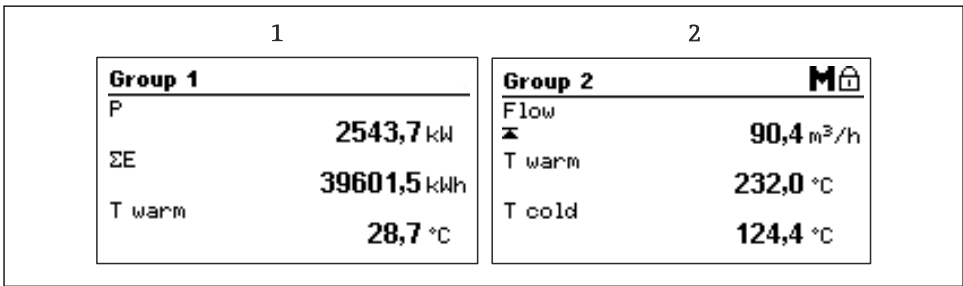 1
Group 1
P
2543,7 kW
ΣE
39601,5 kWh
T warm
28,7 °C
2
Group 2 M
Flow
90,4 m³/h
T warm
232,0 °C
T cold
124,4 °C